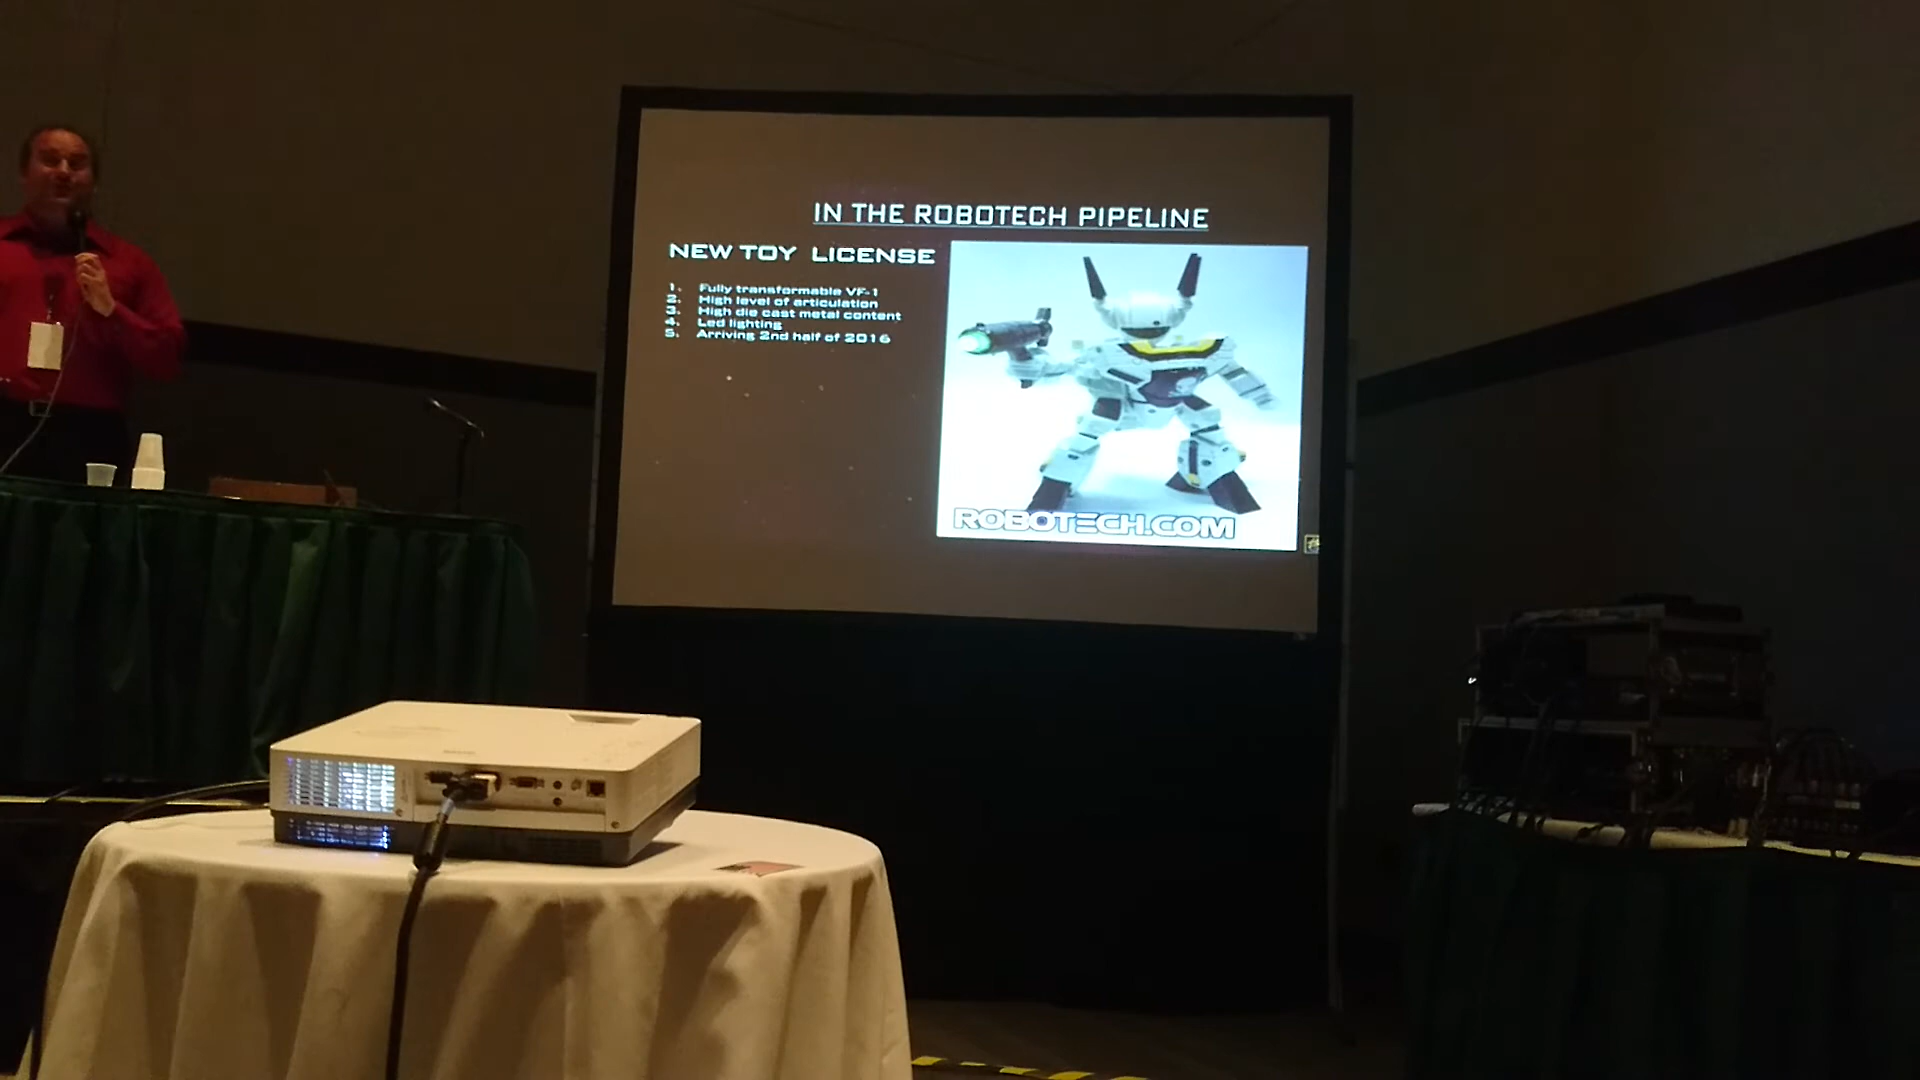 IN THE ROBOTECH PIPELINE
NEW TOY LICENSE
1. Fully transformable VF-1
2. High level of articulation
3. High die cast metal content
4. Led lighting
5. Arriving 2nd half of 2016
ROBOTECH.COM